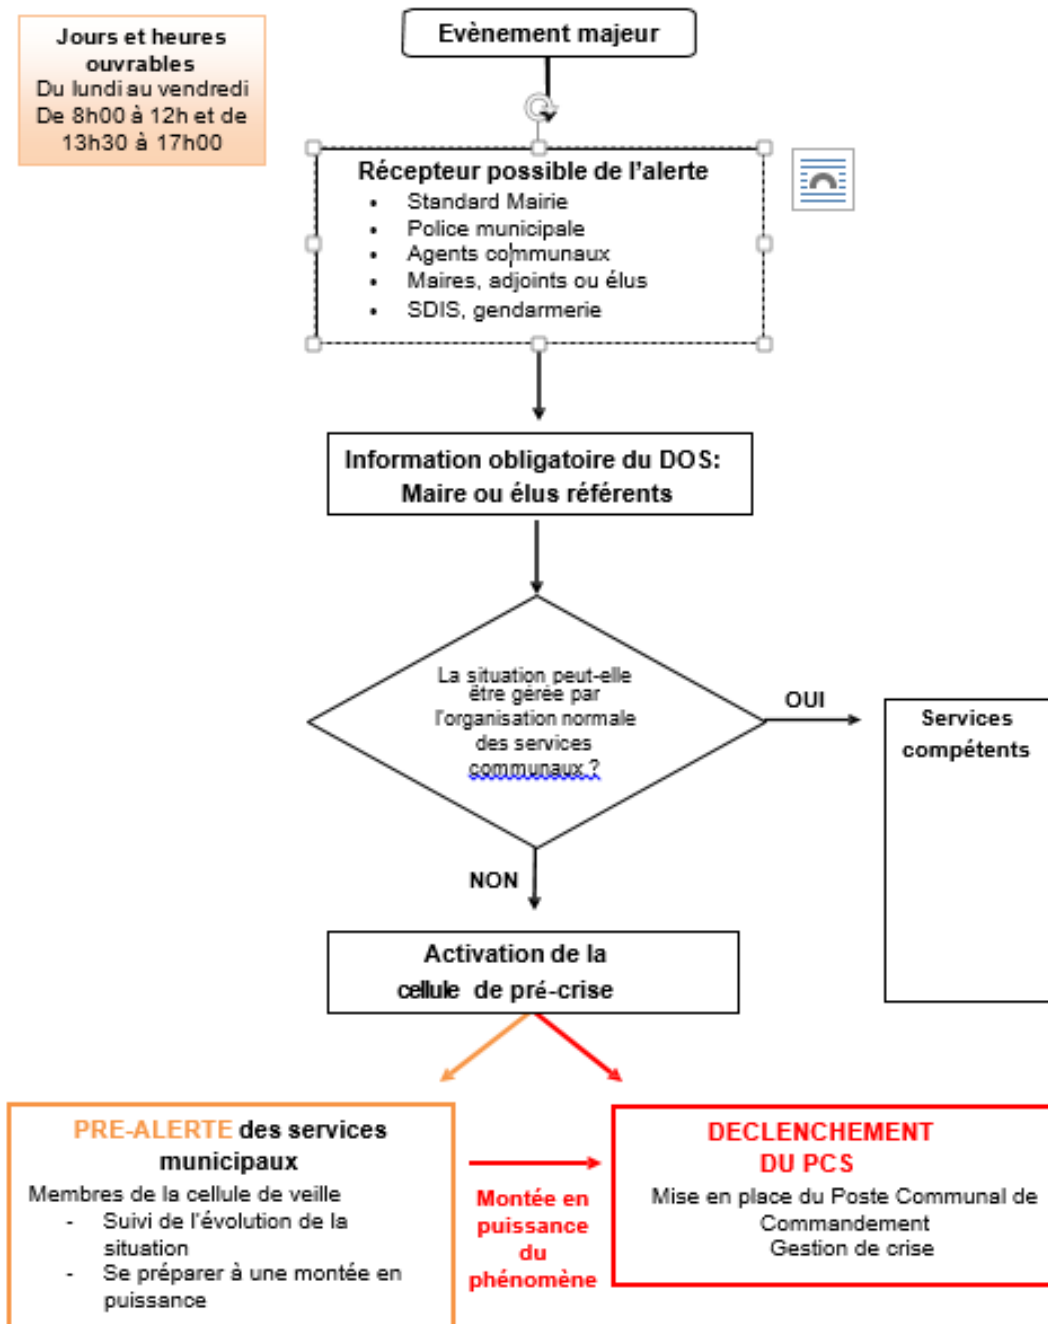 Jours et heures
ouvrables
Du lundi au vendredi
De 8h00 à 12h et de
13h30 à 17h00
Evènement majeur
Récepteur possible de l'alerte
• Standard Mairie
• Police municipale
• Agents communaux
• Maires, adjoints ou élus
• SDIS, gendarmerie
Information obligatoire du DOS:
Maire ou élus référents
La situation peut-elle
être gérée par
l'organisation normale
des services
communaux ?
OUI
Services
compétents
NON
Activation de la
cellule de pré-crise
PRE-ALERTE des services
municipaux
Membres de la cellule de veille
- Suivi de l'évolution de la
situation
- Se préparer à une montée en
puissance
Montée en
puissance
du
phénomène
DECLENCHEMENT
DU PCS
Mise en place du Poste Communal de
Commandement
Gestion de crise